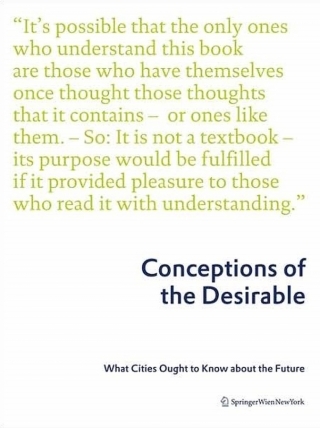 “It’s possible that the only ones
who understand this book
are those who have themselves
once thought those thoughts
that it contains – or ones like
them. – So: It is not a textbook –
its purpose would be fulfilled
if it provided pleasure to those
who read it with understanding.”
Conceptions of
the Desirable
What Cities Ought to Know about the Future
SpringerWienNewYork